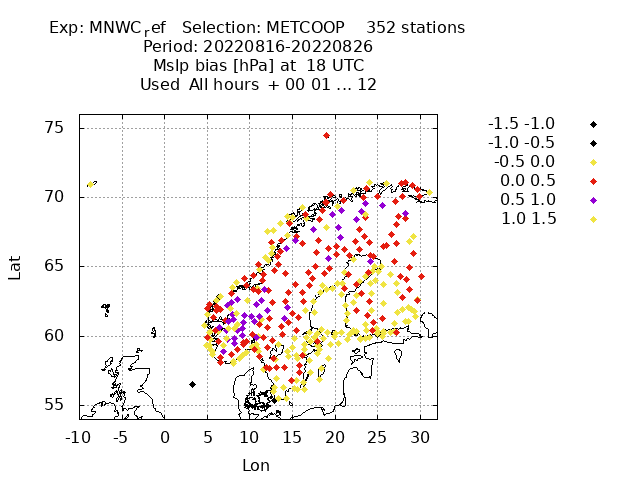 Exp: MNWCref   Selection: METCOOP    352 stations
Period: 20220816-20220826
Mslp bias [hPa] at  18 UTC
Used  All hours  + 00 01 ... 12
-1.5 -1.0
-1.0 -0.5
-0.5 0.0
0.0 0.5
0.5 1.0
1.0 1.5
75
70
65
60
55
Lat
-10 -5 0 5 10 15 20 25 30
Lon